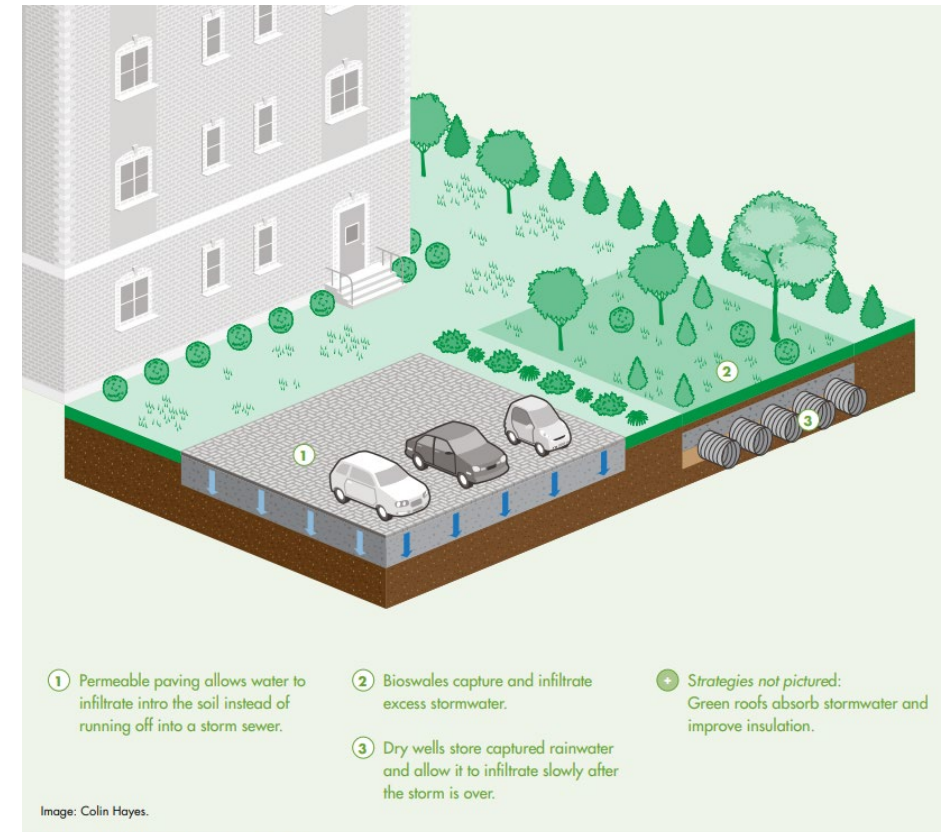 1
2
3
1 Permeable paving allows water to
infiltrate intro the soil instead of
running off into a storm sewer.
2 Bioswales capture and infiltrate
excess stormwater.
3 Dry wells store captured rainwater
and allow it to infiltrate slowly after
the storm is over.
+ Strategies not pictured:
Green roofs absorb stormwater and
improve insulation.
Image: Colin Hayes.